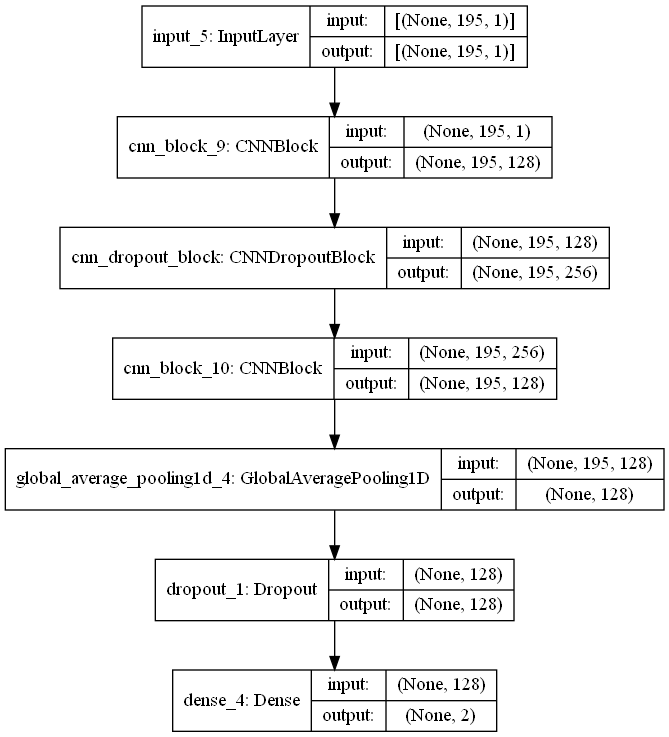 input_5: InputLayer
input: [(None, 195, 1)]
output: [(None, 195, 1)]
cnn_block_9: CNNBlock
input: (None, 195, 1)
output: (None, 195, 128)
cnn_dropout_block: CNNDropoutBlock
input: (None, 195, 128)
output: (None, 195, 256)
cnn_block_10: CNNBlock
input: (None, 195, 256)
output: (None, 195, 128)
global_average_pooling1d_4: GlobalAveragePooling1D
input: (None, 195, 128)
output: (None, 128)
dropout_1: Dropout
input: (None, 128)
output: (None, 128)
dense_4: Dense
input: (None, 128)
output: (None, 2)